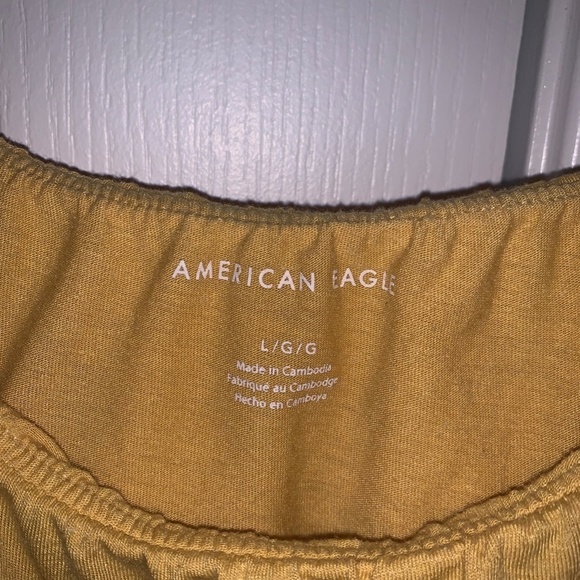 AMERICAN EAGLE
L/G/G
Made in Cambodia
Fabriqué au Cambodge
Hecho en Camboya